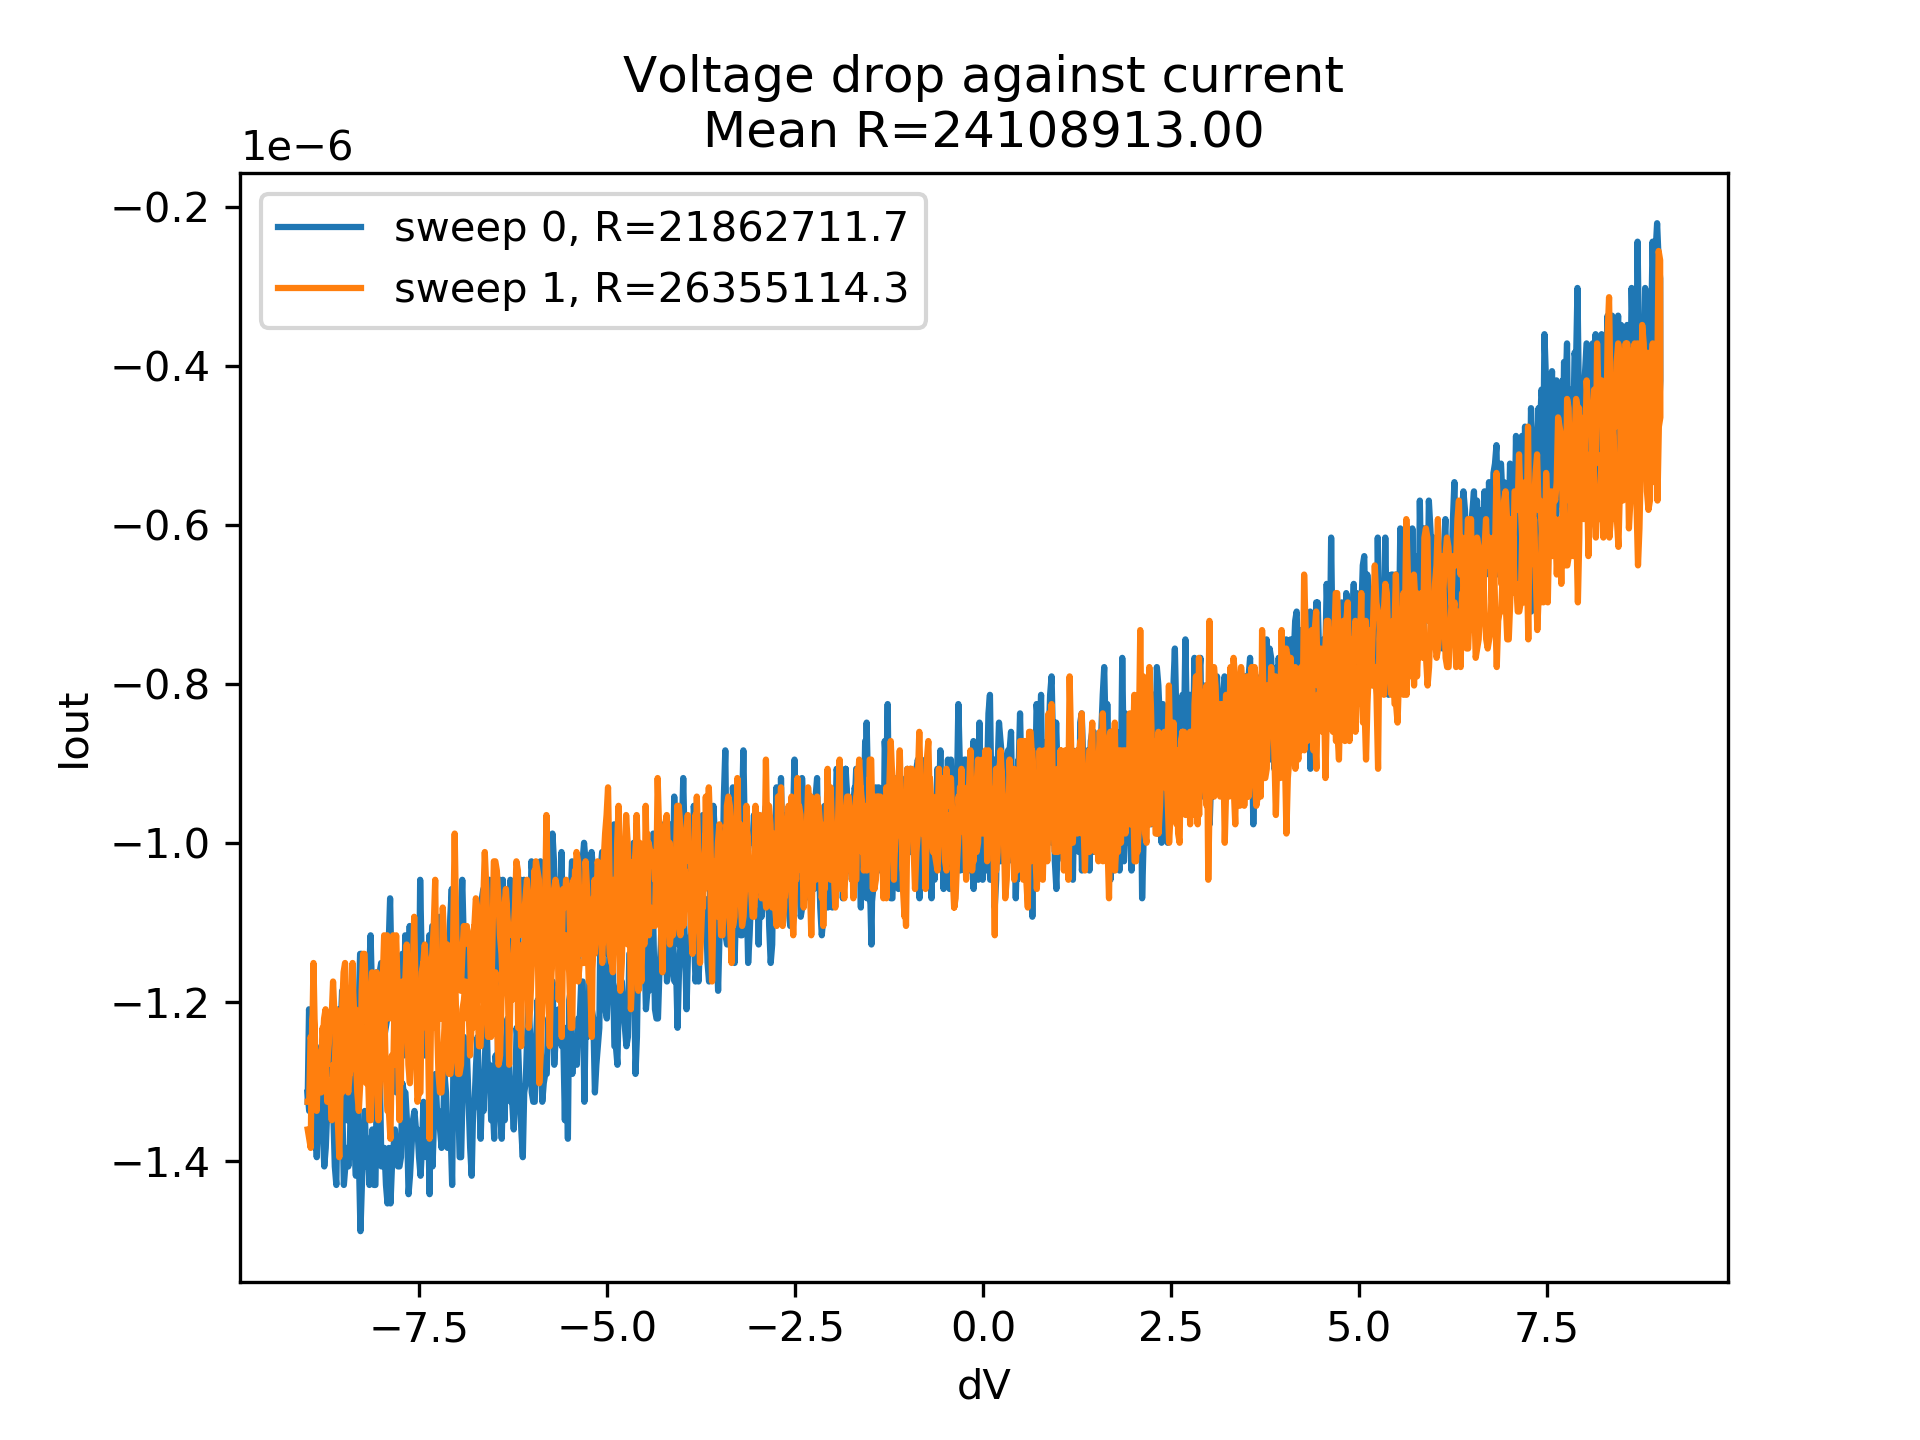 Voltage drop against current
Mean R=24108913.00
1e−6
sweep 0, R=21862711.7
sweep 1, R=26355114.3
−0.2
−0.4
−0.6
−0.8
−1.0
−1.2
−1.4
Iout
−7.5 −5.0 −2.5 0.0 2.5 5.0 7.5
dV